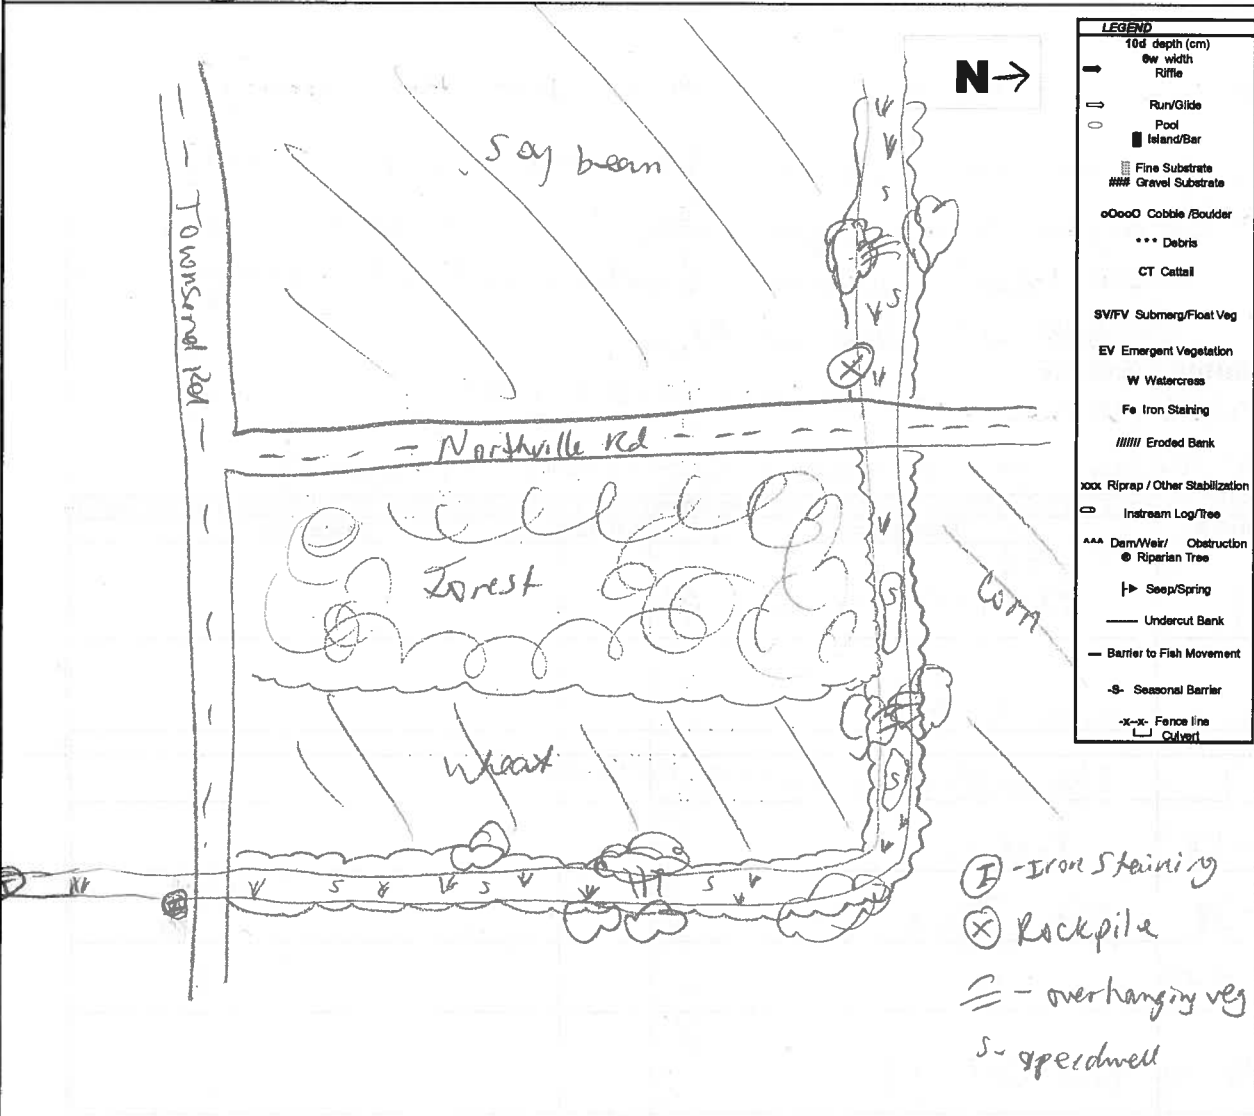 N
LEGEND
10d depth (cm)
6w width
Riffle
Run/Glide
Pool
Island/Bar
Fine Substrate
### Gravel Substrate
oOooO Cobble /Boulder
*** Debris
CT Cattail
SV/FV Submerg/Float Veg
EV Emergent Vegetation
W Watercress
Fe Iron Staining
/////// Eroded Bank
xxx Riprap / Other Stabilization
Instream Log/Tree
^^^ Dam/Weir/ Obstruction
Riparian Tree
Seep/Spring
Undercut Bank
Barrier to Fish Movement
-S- Seasonal Barrier
-x--x- Fence line
Culvert
Soy bean
S
S
X
Townsend Rd
Northville Rd
Forest
S
Corn
Wheat
S
S
S
S
I - Iron Staining
X Rockpile
- overhanging veg
S - speedwell